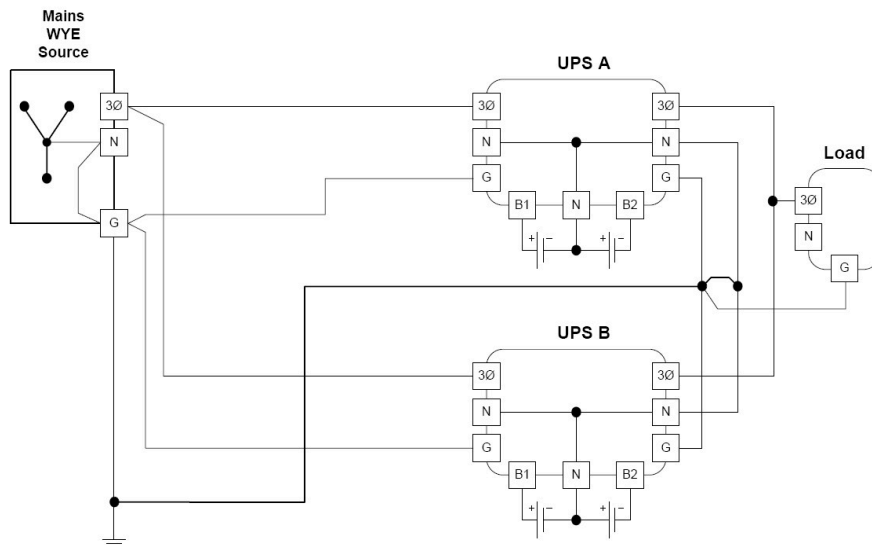 Mains
WYE
Source
3Ø
N
G
UPS A
3Ø
N
G
B1
N
B2
3Ø
N
G
+ −
+ −
Load
3Ø
N
G
UPS B
3Ø
N
G
B1
N
B2
3Ø
N
G
+ −
+ −